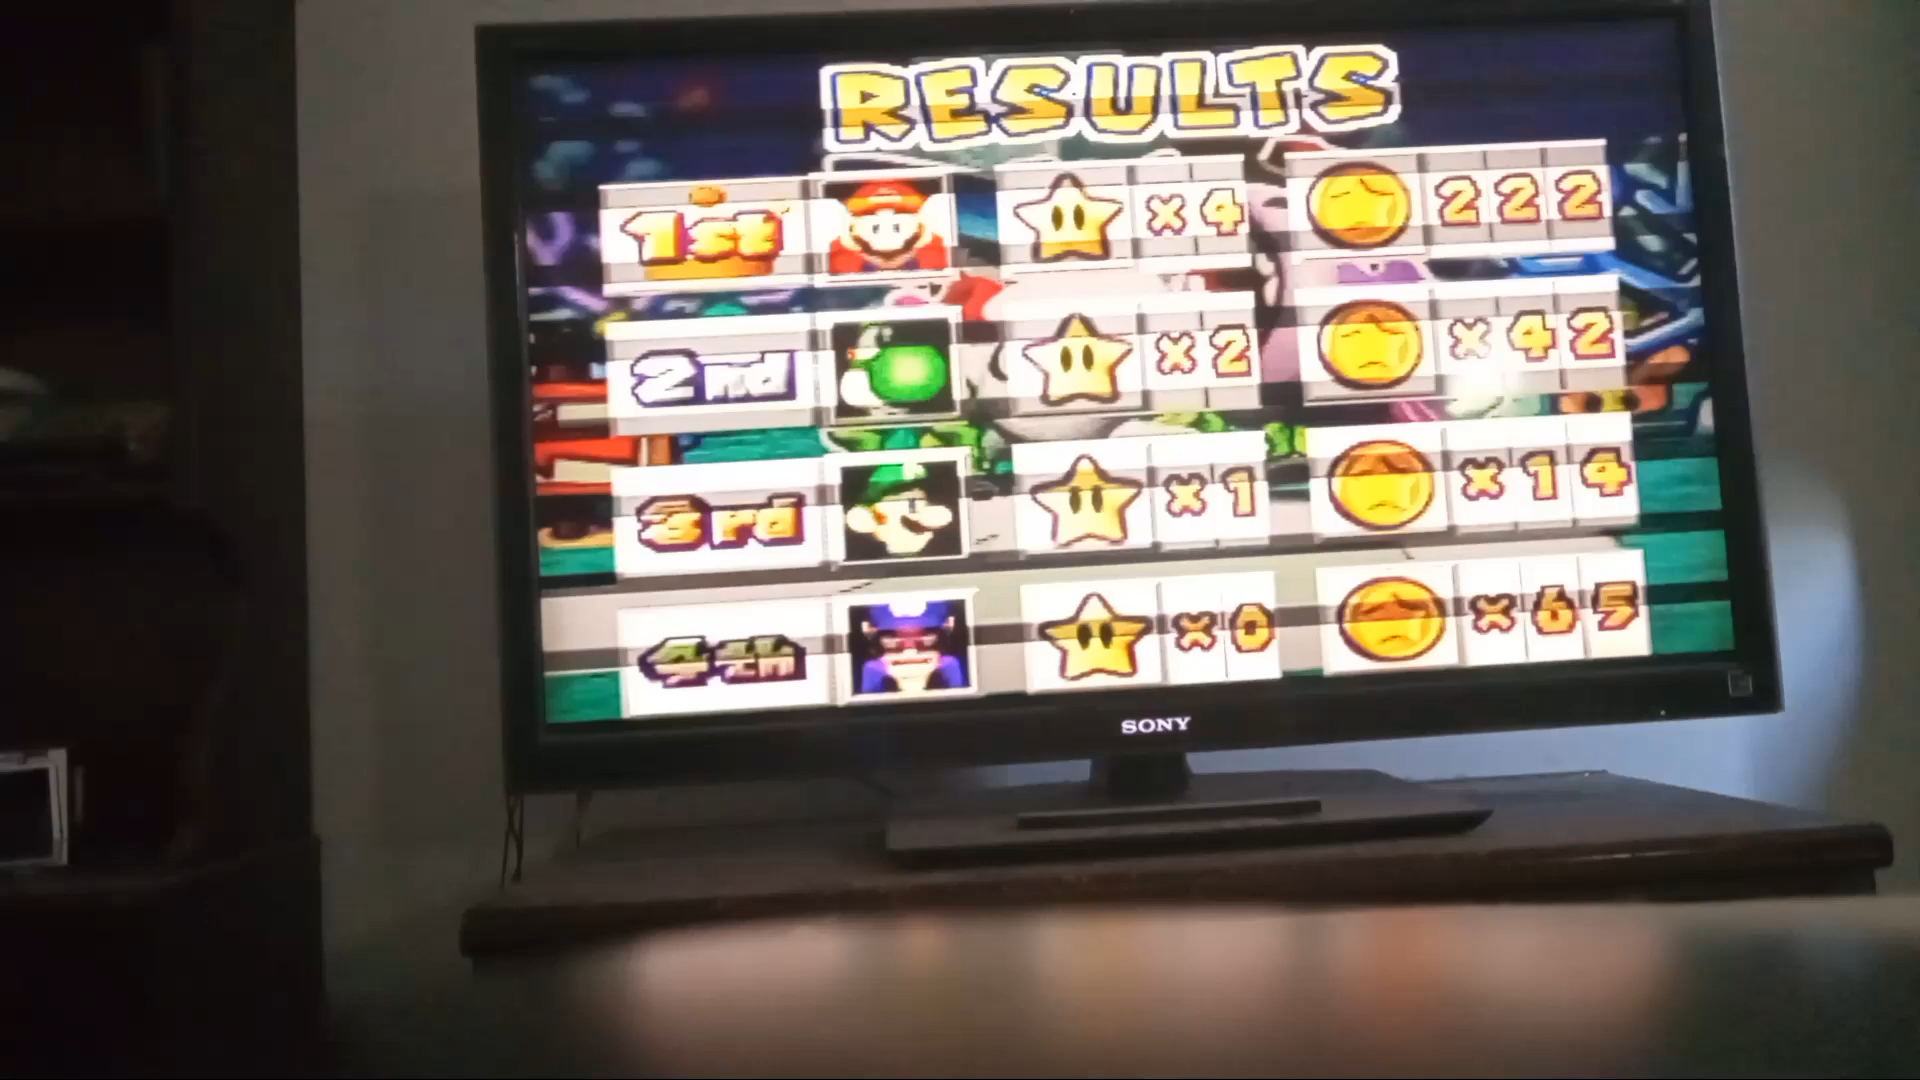 RESULTS
1st x 4 222
2nd x 2 x 42
3rd x 1 x 14
4th x 0 x 65
SONY